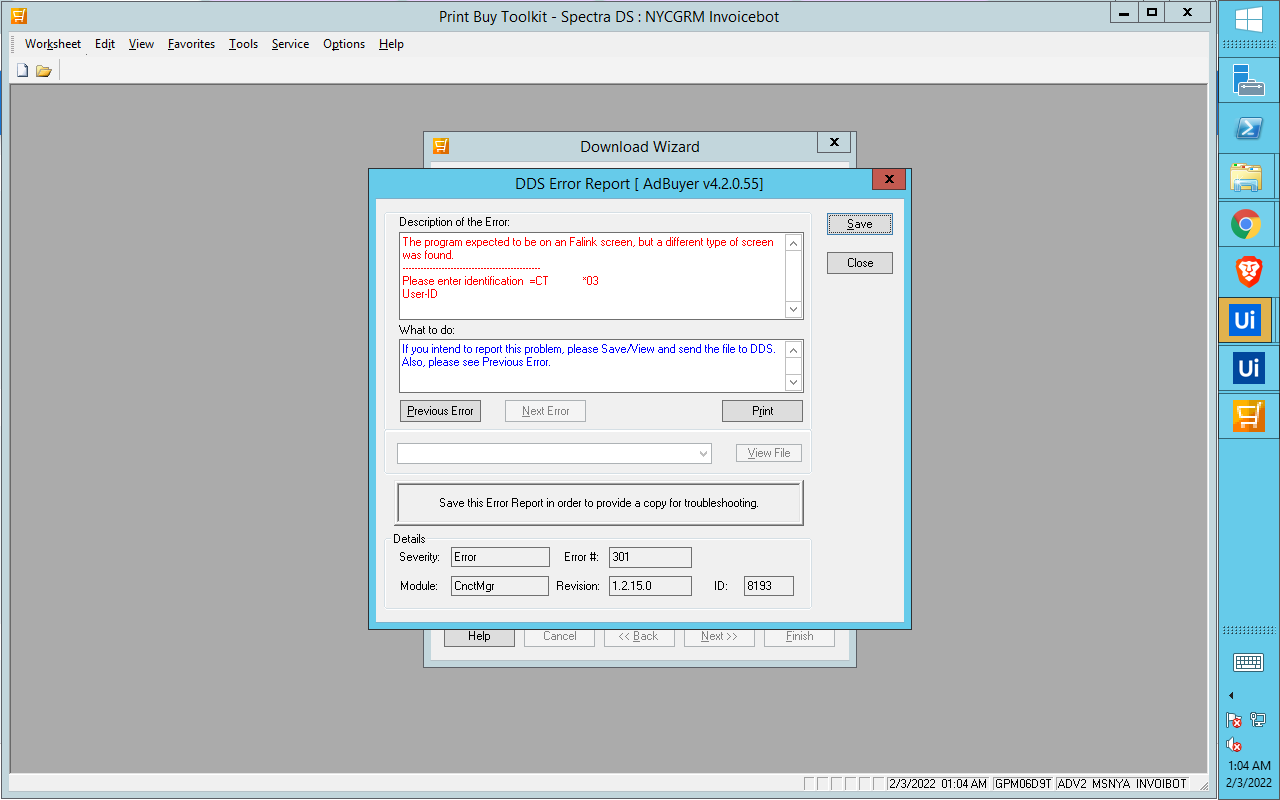 Print Buy Toolkit - Spectra DS : NYCGRM Invoicebot
Worksheet Edit View Favorites Tools Service Options Help
Download Wizard
DDS Error Report [ AdBuyer v4.2.0.55]
Description of the Error:
The program expected to be on an Falink screen, but a different type of screen
was found.
-------------------------------------------
Please enter identification =CT *03
User-ID
Save
Close
What to do:
If you intend to report this problem, please Save/View and send the file to DDS.
Also, please see Previous Error.
Previous Error Next Error Print
View File
Save this Error Report in order to provide a copy for troubleshooting.
Details
Severity: Error Error #: 301
Module: CnctMgr Revision: 1.2.15.0 ID: 8193
Help Cancel << Back Next >> Finish
2/3/2022 01:04 AM GPM06D9T ADV2 MSNYA INVOIBOT
Ui
Ui
1:04 AM
2/3/2022